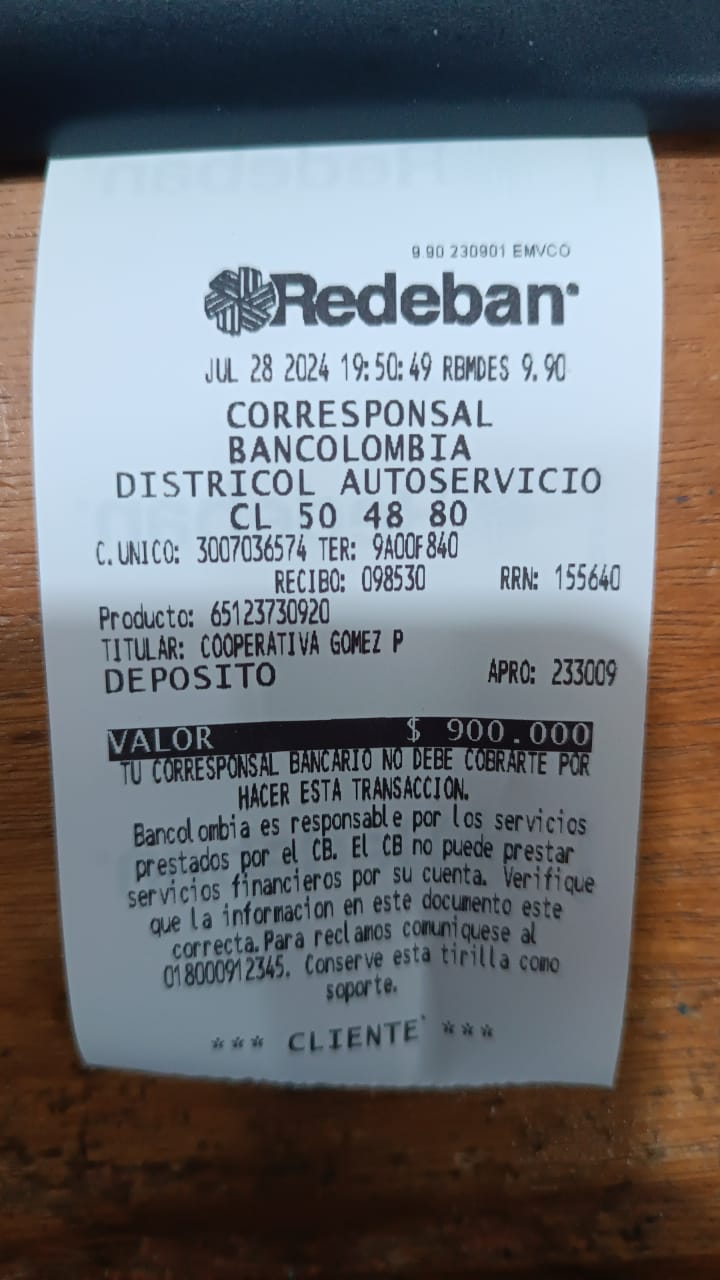 9.90 230901 EMVCO
Redeban
JUL 28 2024 19:50:49 RBMDES 9.90
CORRESPONSAL
BANCOLOMBIA
DISTRICOL AUTOSERVICIO
CL 50 48 80
C.UNICO: 3007036574 TER: 9A00F840
RECIBO: 098530 RRN: 155640
Producto: 65123730920
TITULAR: COOPERATIVA GOMEZ P
DEPOSITO APRO: 233009
VALOR $ 900.000
TU CORRESPONSAL BANCARIO NO DEBE COBRARTE POR
HACER ESTA TRANSACCION.
Bancolombia es responsable por los servicios
prestados por el CB. El CB no puede prestar
servicios financieros por su cuenta. Verifique
que la informacion en este documento este
correcta. Para reclamos comuniquese al
018000912345. Conserve esta tirilla como
soporte.
*** CLIENTE ***